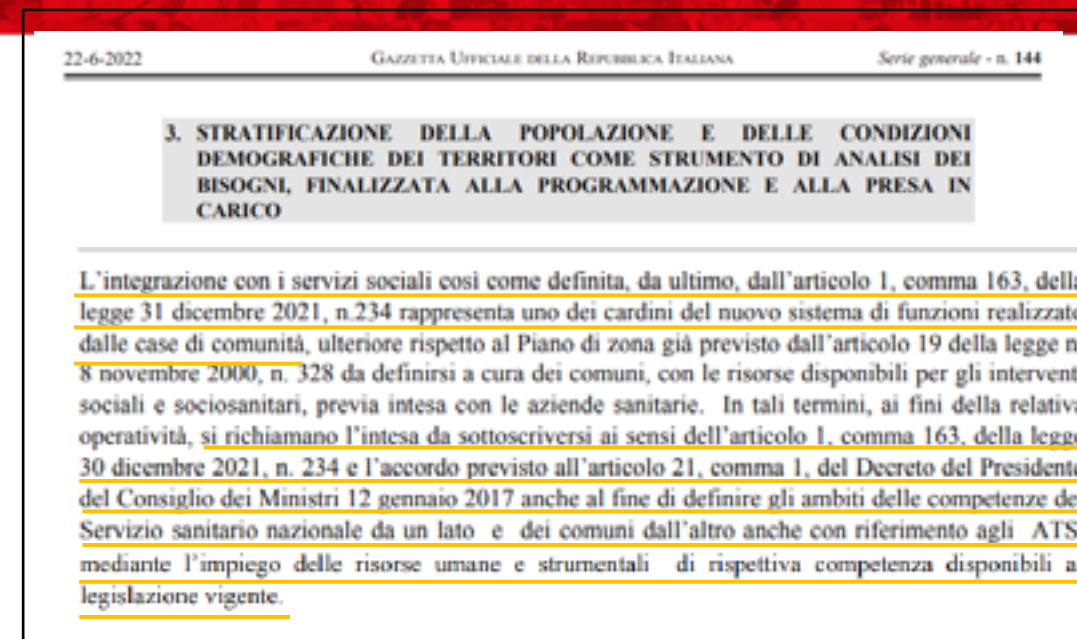 22-6-2022 GAZZETTA UFFICIALE DELLA REPUBBLICA ITALIANA Serie generale - n. 144
3. STRATIFICAZIONE DELLA POPOLAZIONE E DELLE CONDIZIONI
DEMOGRAFICHE DEI TERRITORI COME STRUMENTO DI ANALISI DEI
BISOGNI, FINALIZZATA ALLA PROGRAMMAZIONE E ALLA PRESA IN
CARICO
L'integrazione con i servizi sociali così come definita, da ultimo, dall'articolo 1, comma 163, della
legge 31 dicembre 2021, n.234 rappresenta uno dei cardini del nuovo sistema di funzioni realizzato
dalle case di comunità, ulteriore rispetto al Piano di zona già previsto dall'articolo 19 della legge n
8 novembre 2000, n. 328 da definirsi a cura dei comuni, con le risorse disponibili per gli intervent
sociali e sociosanitari, previa intesa con le aziende sanitarie. In tali termini, ai fini della relativa
operatività, si richiamano l'intesa da sottoscriversi ai sensi dell'articolo 1, comma 163, della legge
30 dicembre 2021, n. 234 e l'accordo previsto all'articolo 21, comma 1, del Decreto del Presidente
del Consiglio dei Ministri 12 gennaio 2017 anche al fine di definire gli ambiti delle competenze de
Servizio sanitario nazionale da un lato e dei comuni dall'altro anche con riferimento agli ATS
mediante l'impiego delle risorse umane e strumentali di rispettiva competenza disponibili a
legislazione vigente.